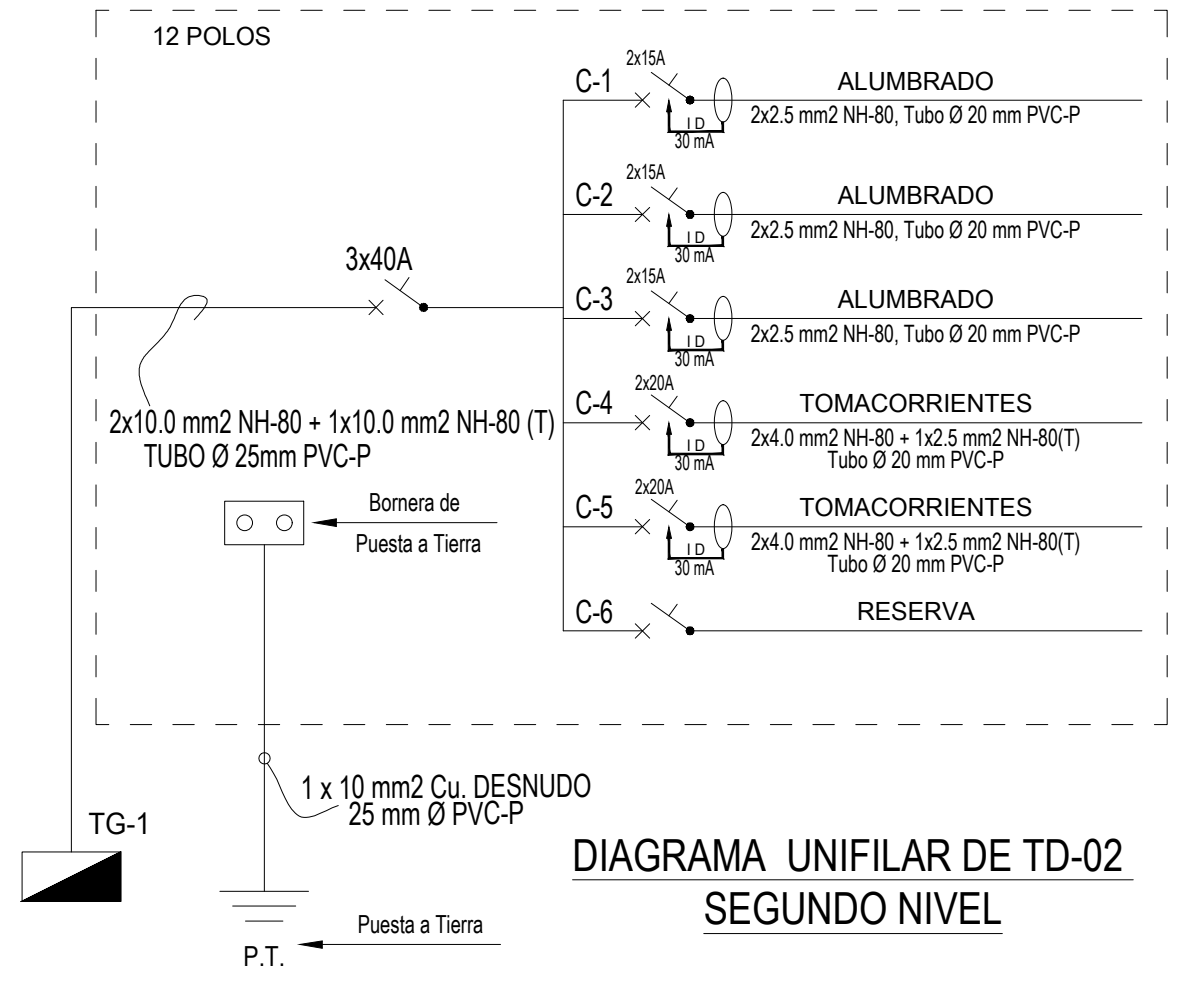 12 POLOS
2x15A
C-1
ALUMBRADO
I D
30 mA
2x2.5 mm2 NH-80, Tubo Ø 20 mm PVC-P
2x15A
C-2
ALUMBRADO
I D
30 mA
2x2.5 mm2 NH-80, Tubo Ø 20 mm PVC-P
3x40A
2x15A
C-3
ALUMBRADO
I D
30 mA
2x2.5 mm2 NH-80, Tubo Ø 20 mm PVC-P
2x10.0 mm2 NH-80 + 1x10.0 mm2 NH-80 (T)
TUBO Ø 25mm PVC-P
2x20A
C-4
TOMACORRIENTES
I D
30 mA
2x4.0 mm2 NH-80 + 1x2.5 mm2 NH-80(T)
Tubo Ø 20 mm PVC-P
Bornera de
Puesta a Tierra
2x20A
C-5
TOMACORRIENTES
I D
30 mA
2x4.0 mm2 NH-80 + 1x2.5 mm2 NH-80(T)
Tubo Ø 20 mm PVC-P
C-6
RESERVA
1 x 10 mm2 Cu. DESNUDO
25 mm Ø PVC-P
TG-1
DIAGRAMA UNIFILAR DE TD-02
SEGUNDO NIVEL
Puesta a Tierra
P.T.